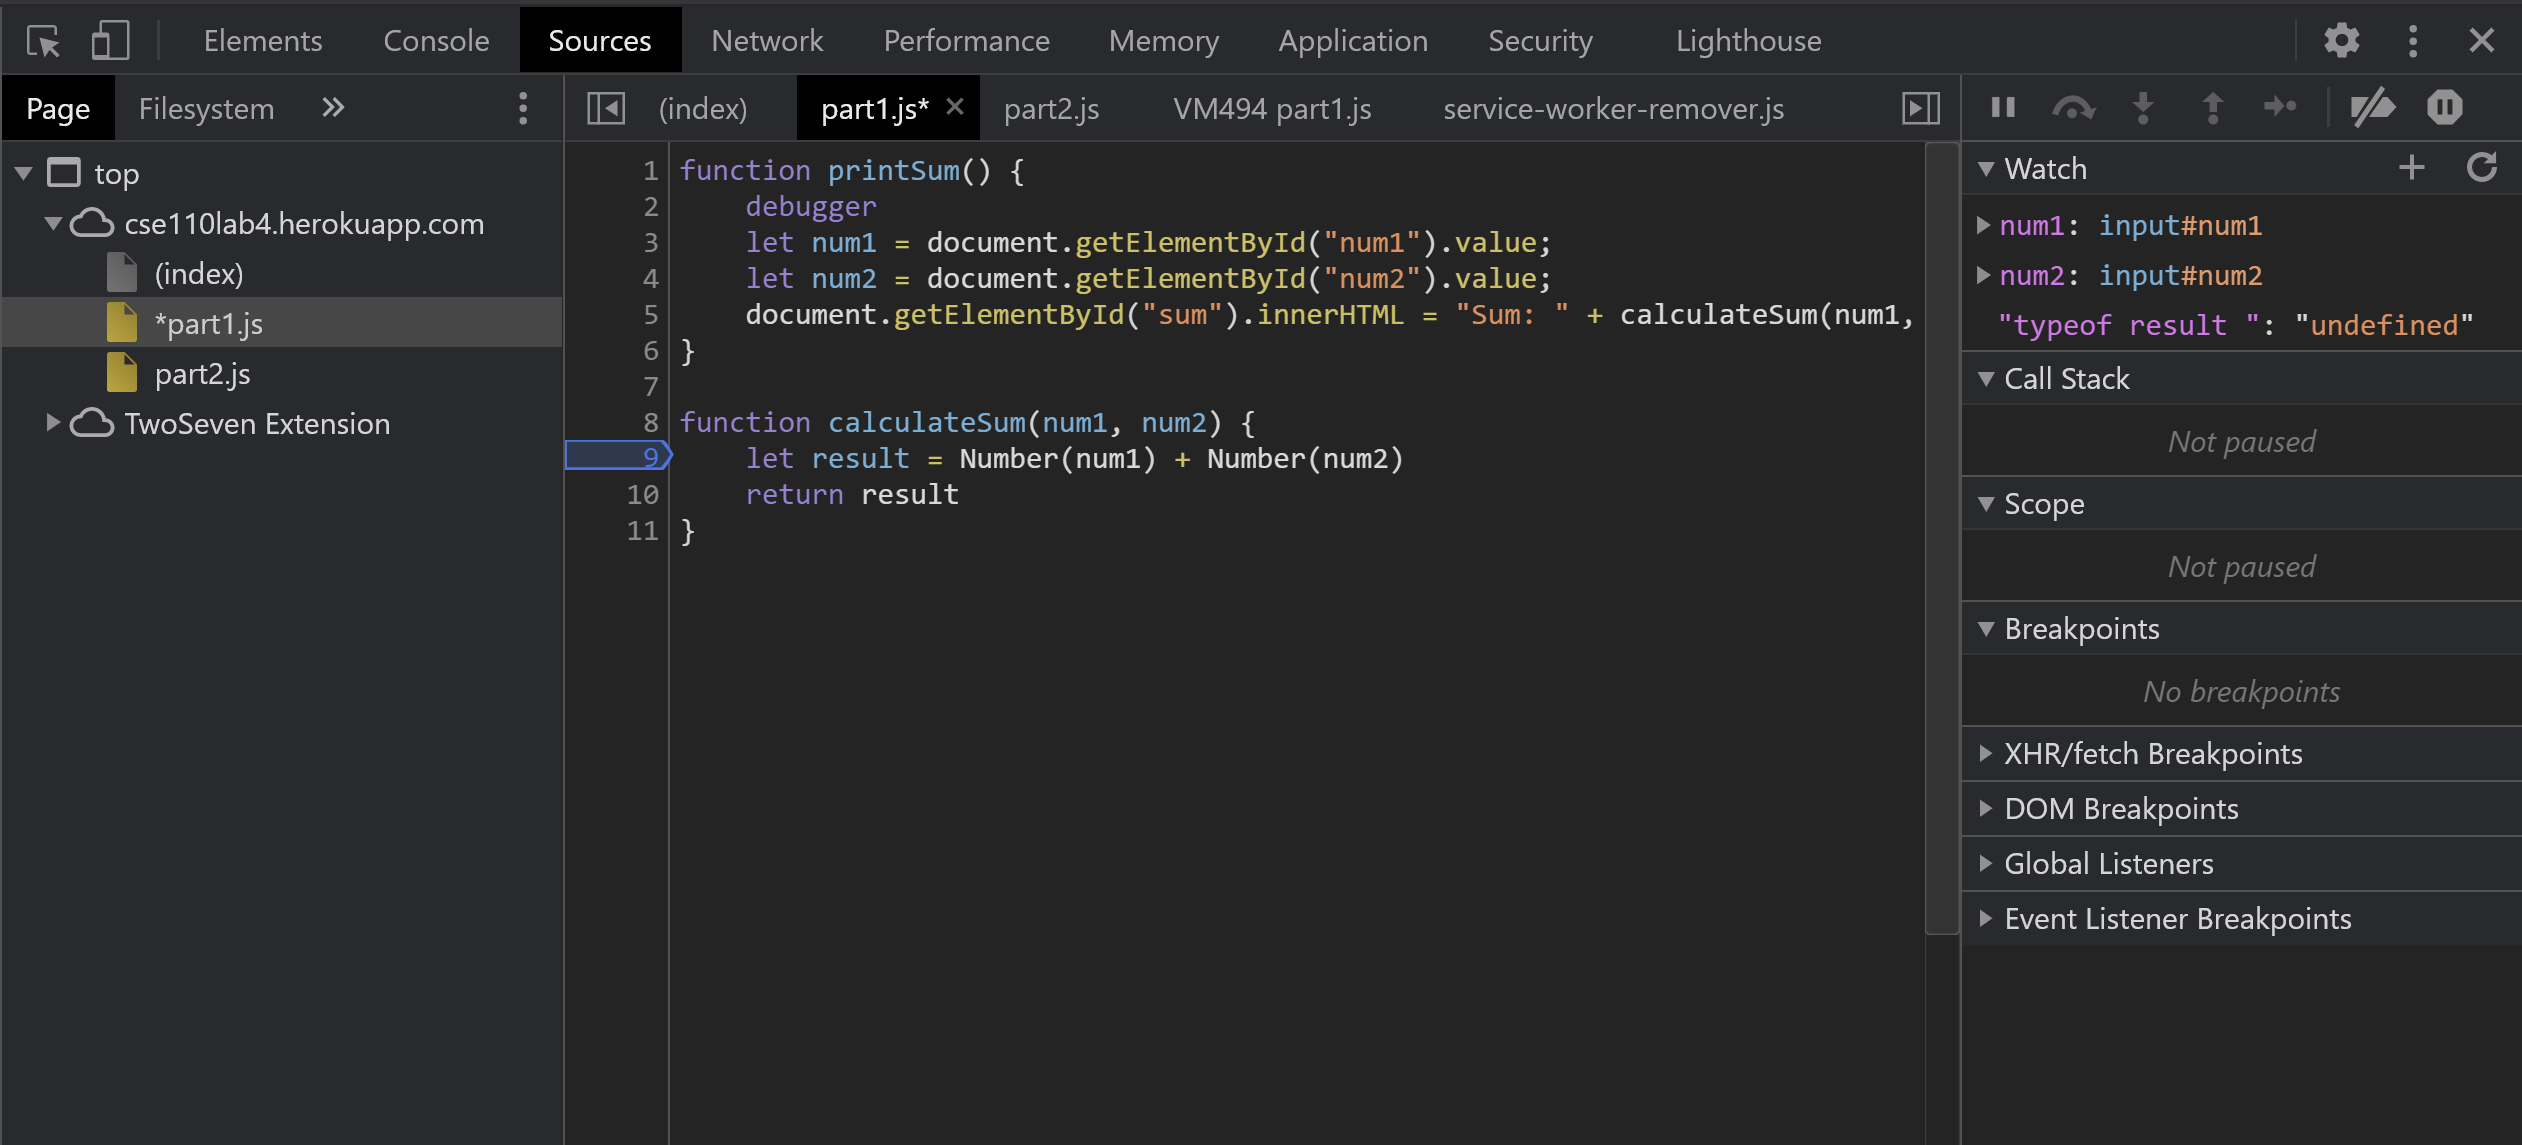 Elements Console Sources Network Performance Memory Application Security Lighthouse
Page Filesystem
top
cse110lab4.herokuapp.com
(index)
*part1.js
part2.js
TwoSeven Extension
(index) part1.js* part2.js VM494 part1.js service-worker-remover.js
1 function printSum() {
2     debugger
3     let num1 = document.getElementById("num1").value;
4     let num2 = document.getElementById("num2").value;
5     document.getElementById("sum").innerHTML = "Sum: " + calculateSum(num1,
6 }
7
8 function calculateSum(num1, num2) {
9     let result = Number(num1) + Number(num2)
10     return result
11 }
Watch
num1: input#num1
num2: input#num2
"typeof result ": "undefined"
Call Stack
Not paused
Scope
Not paused
Breakpoints
No breakpoints
XHR/fetch Breakpoints
DOM Breakpoints
Global Listeners
Event Listener Breakpoints